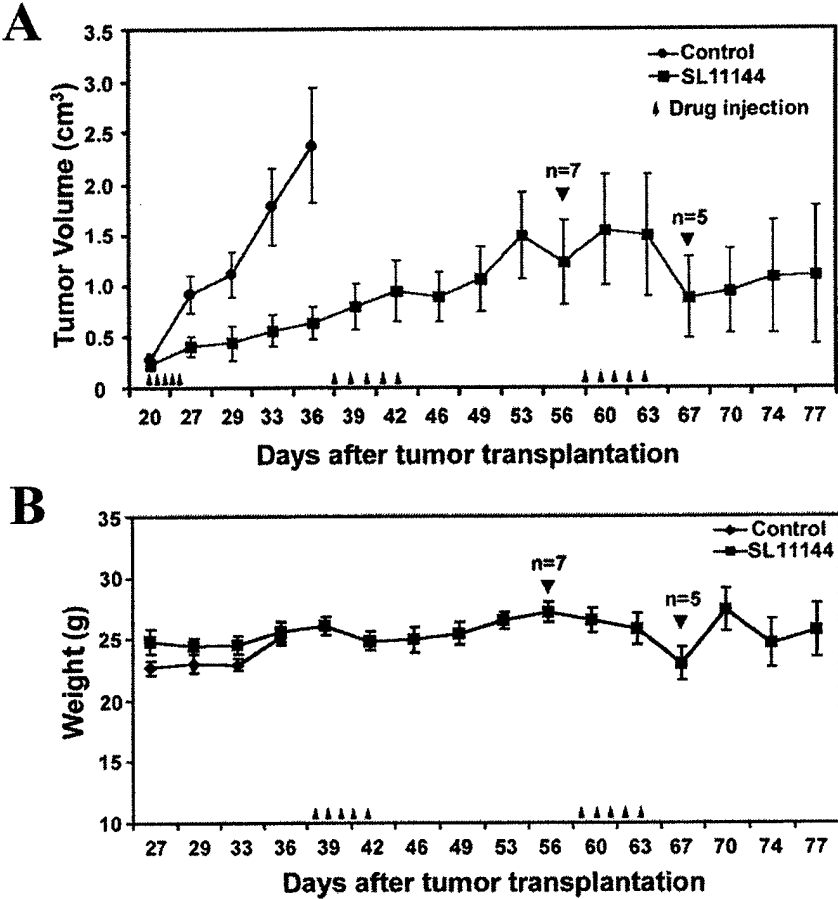 A
Tumor Volume (cm³)
3.5
3.0
2.5
2.0
1.5
1.0
0.5
0
Control
SL11144
Drug injection
n=7
n=5
20 27 29 33 36 39 42 46 49 53 56 60 63 67 70 74 77
Days after tumor transplantation
B
Weight (g)
35
30
25
20
15
10
Control
SL11144
n=7
n=5
27 29 33 36 39 42 46 49 53 56 60 63 67 70 74 77
Days after tumor transplantation